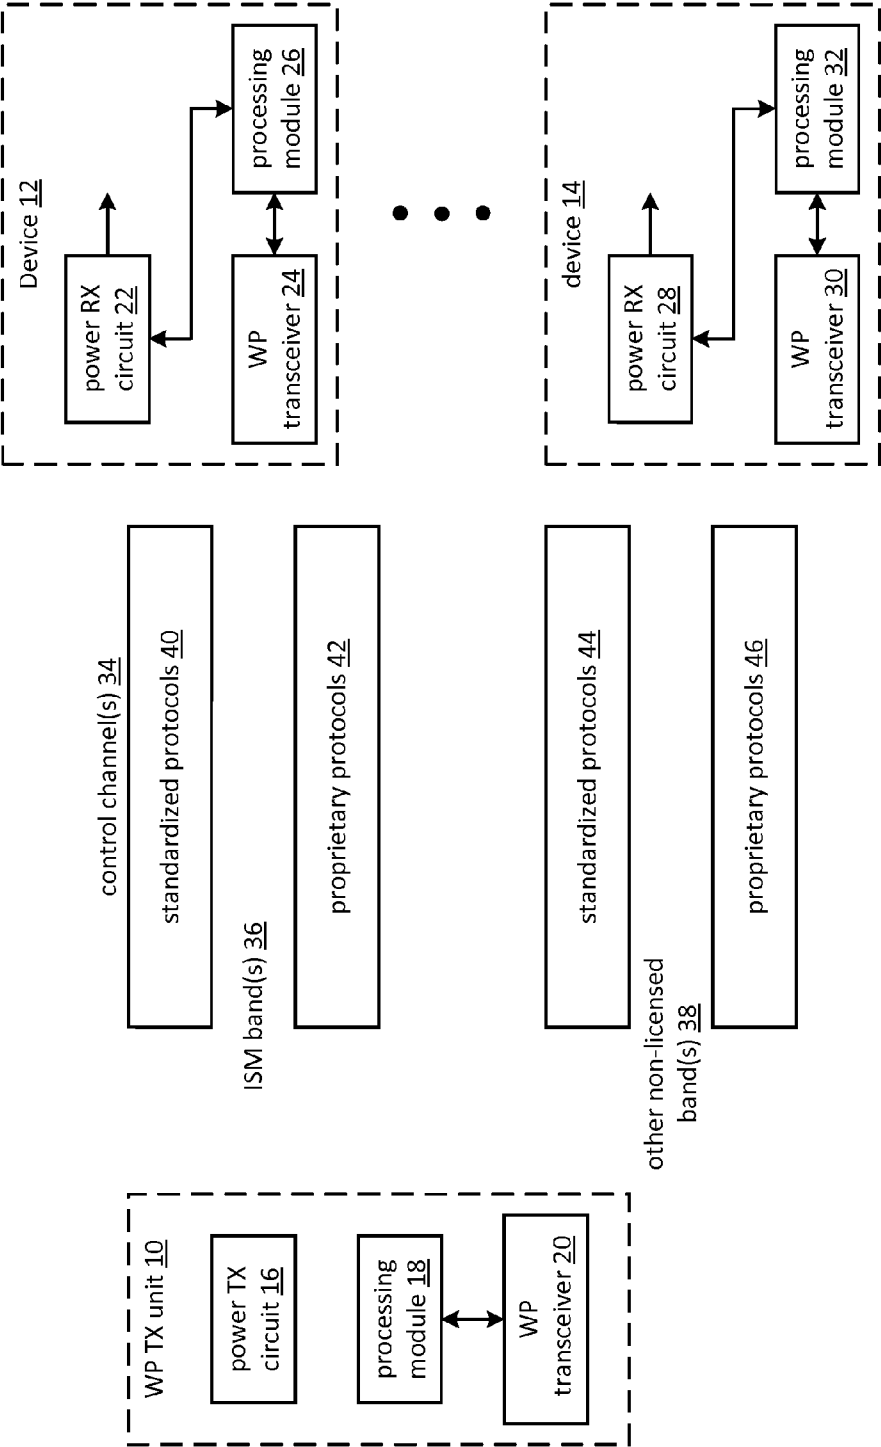 WP TX unit 10
power TX
circuit 16
processing
module 18
WP
transceiver 20
control channel(s) 34
standardized protocols 40
ISM band(s) 36
proprietary protocols 42
standardized protocols 44
other non-licensed
band(s) 38
proprietary protocols 46
Device 12
power RX
circuit 22
WP
transceiver 24
processing
module 26
device 14
power RX
circuit 28
WP
transceiver 30
processing
module 32